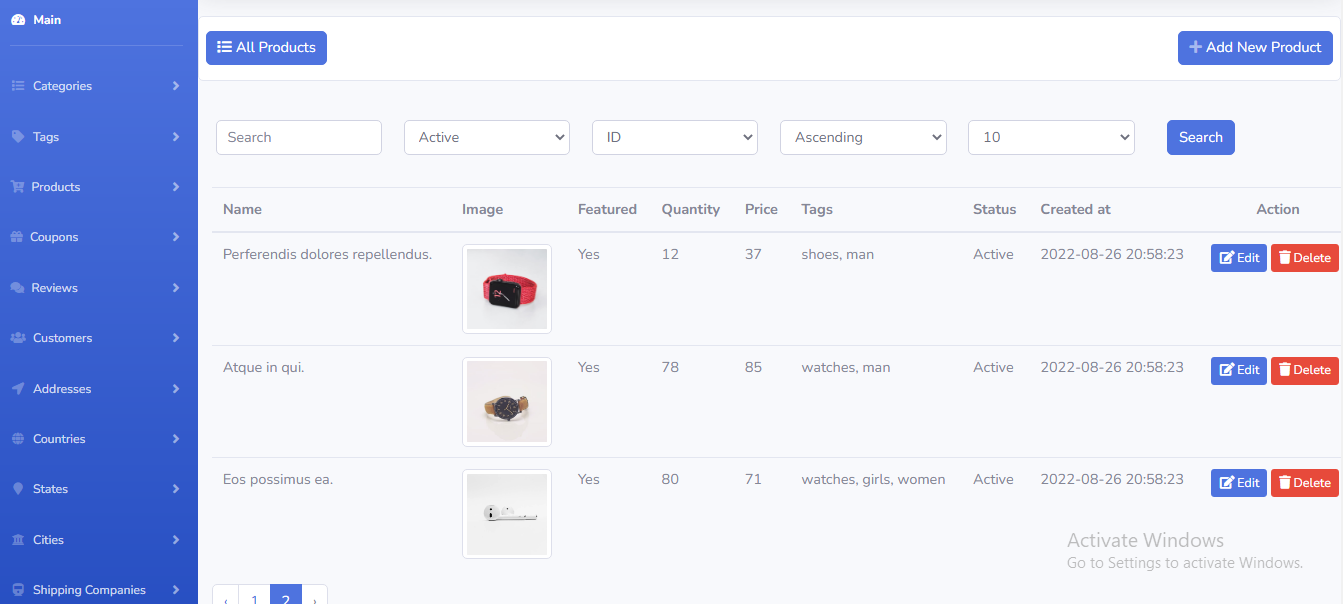 Main
Categories
Tags
Products
Coupons
Reviews
Customers
Addresses
Countries
States
Cities
Shipping Companies
All Products
Add New Product
Search Active ID Ascending 10 Search
Name Image Featured Quantity Price Tags Status Created at Action
Perferendis dolores repellendus. Yes 12 37 shoes, man Active 2022-08-26 20:58:23 Edit Delete
Atque in qui. Yes 78 85 watches, man Active 2022-08-26 20:58:23 Edit Delete
Eos possimus ea. Yes 80 71 watches, girls, women Active 2022-08-26 20:58:23 Edit Delete
Activate Windows
Go to Settings to activate Windows.
‹ 1 2 ›